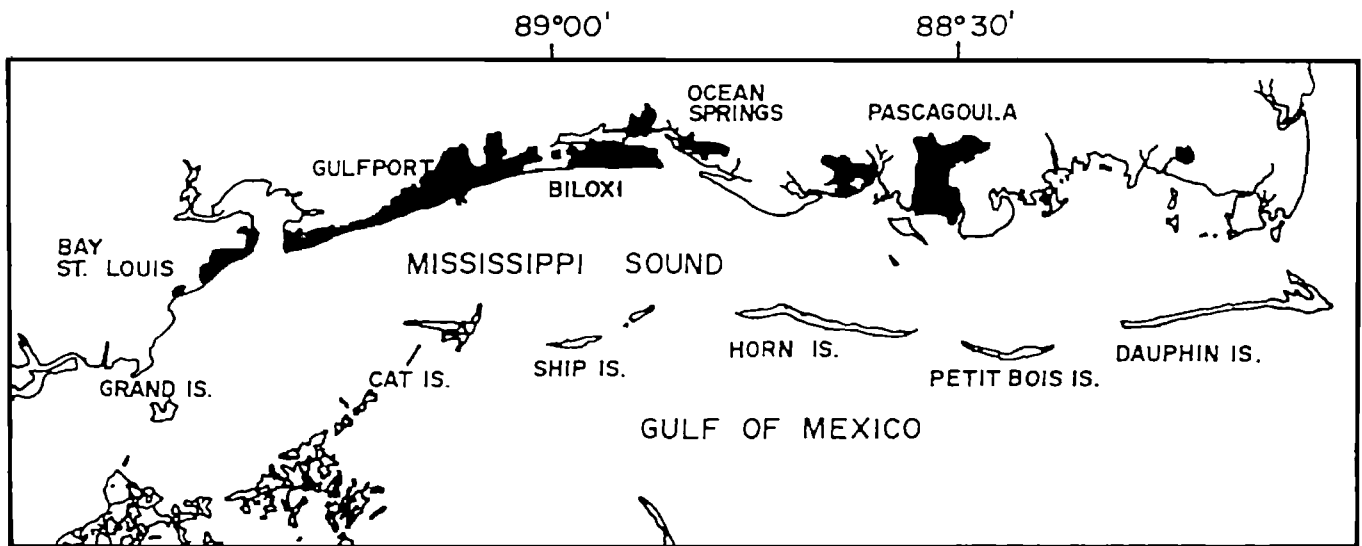 89°00'
88°30'
OCEAN
SPRINGS
PASCAGOULA
GULFPORT
BILOXI
BAY
ST. LOUIS
MISSISSIPPI SOUND
GRAND IS.
CAT IS.
SHIP IS.
HORN IS.
PETIT BOIS IS.
DAUPHIN IS.
GULF OF MEXICO